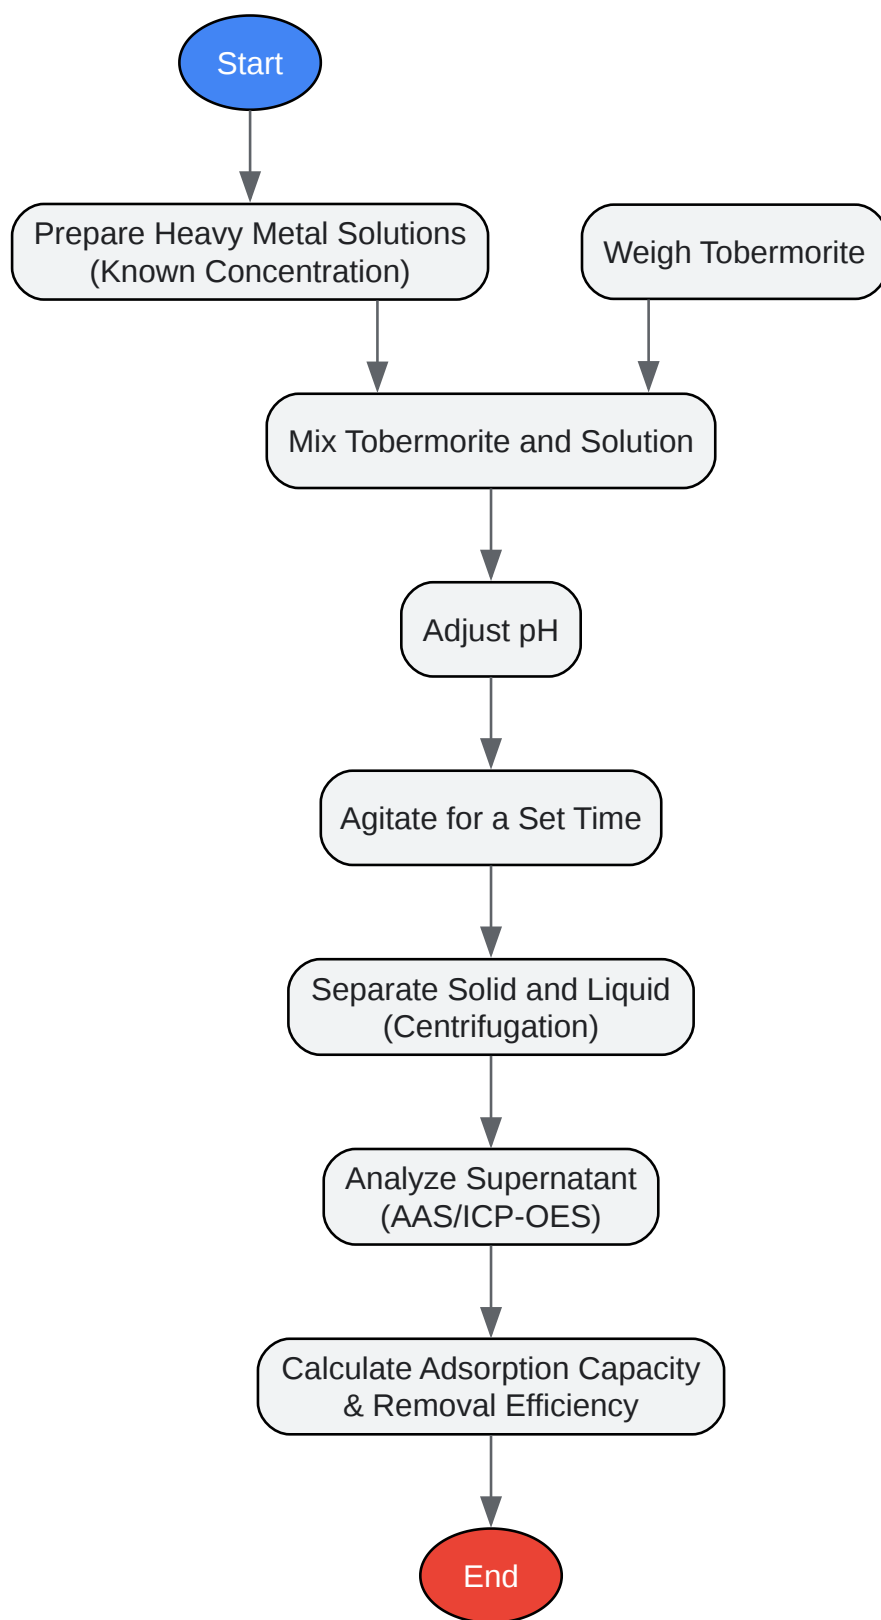 Start
Prepare Heavy Metal Solutions
(Known Concentration)
Weigh Tobermorite
Mix Tobermorite and Solution
Adjust pH
Agitate for a Set Time
Separate Solid and Liquid
(Centrifugation)
Analyze Supernatant
(AAS/ICP-OES)
Calculate Adsorption Capacity
& Removal Efficiency
End